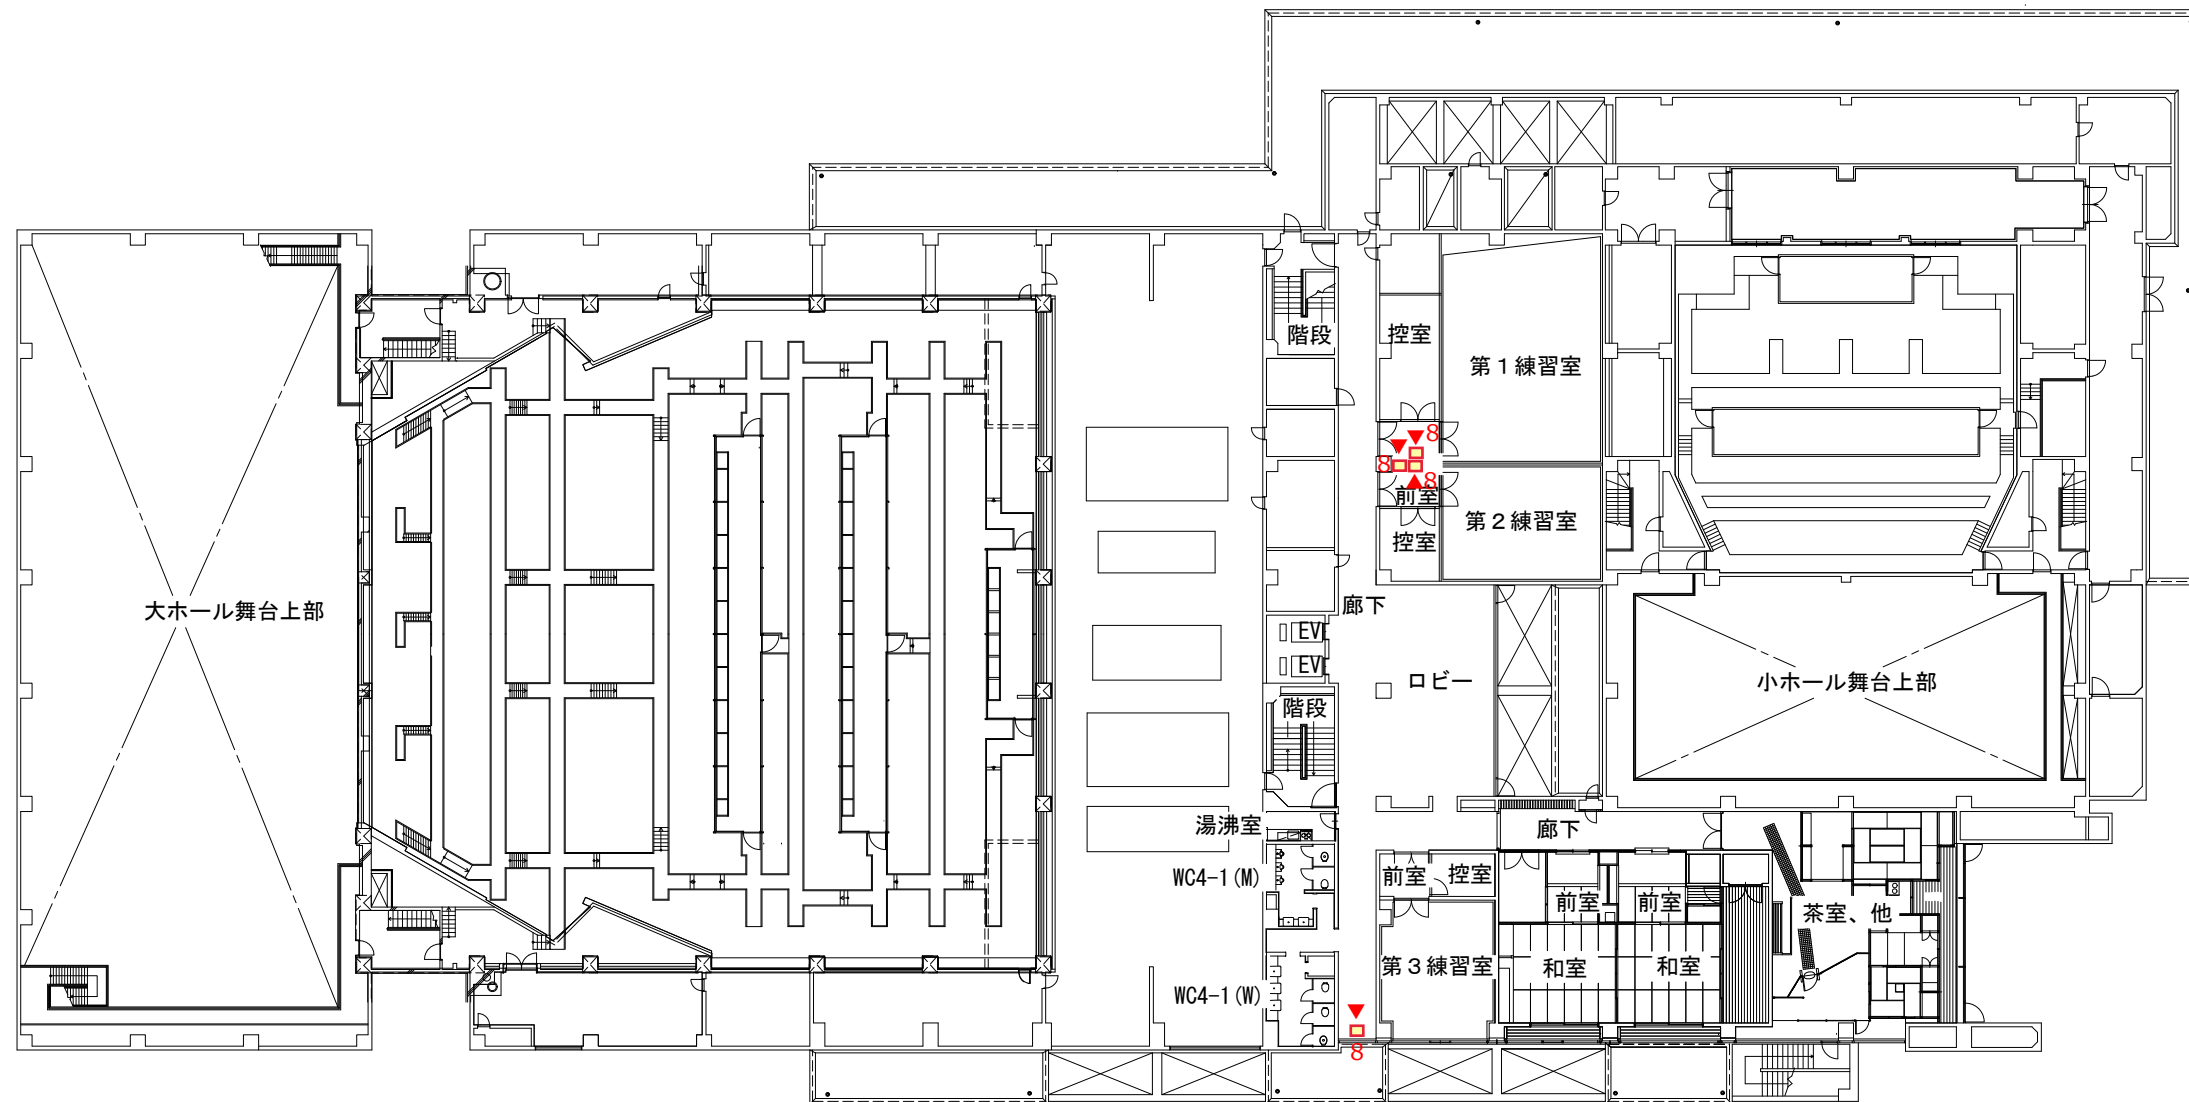 階段
控室
第１練習室
8
8
8
前室
第２練習室
控室
廊下
大ホール舞台上部
EV
EV
ロビー
小ホール舞台上部
階段
湯沸室
廊下
WC4-1(M)
前室
控室
前室
前室
茶室、他
第３練習室
和室
和室
WC4-1(W)
8